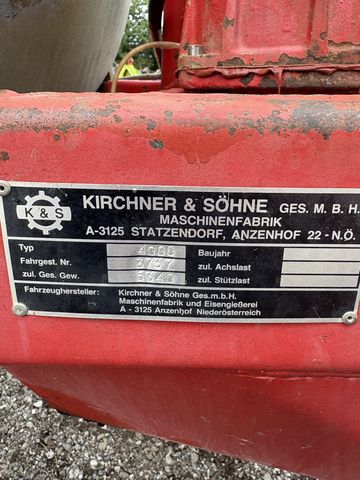 K & S
KIRCHNER & SÖHNE GES. M. B. H.
MASCHINENFABRIK
A-3125 STATZENDORF, ANZENHOF 22 - N.Ö.
Typ Baujahr
Fahrgest. Nr. zul. Achslast
zul. Ges. Gew. zul. Stützlast
Fahrzeughersteller: Kirchner & Söhne Ges.m.b.H.
Maschinenfabrik und Eisengießerei
A - 3125 Anzenhof Niederösterreich